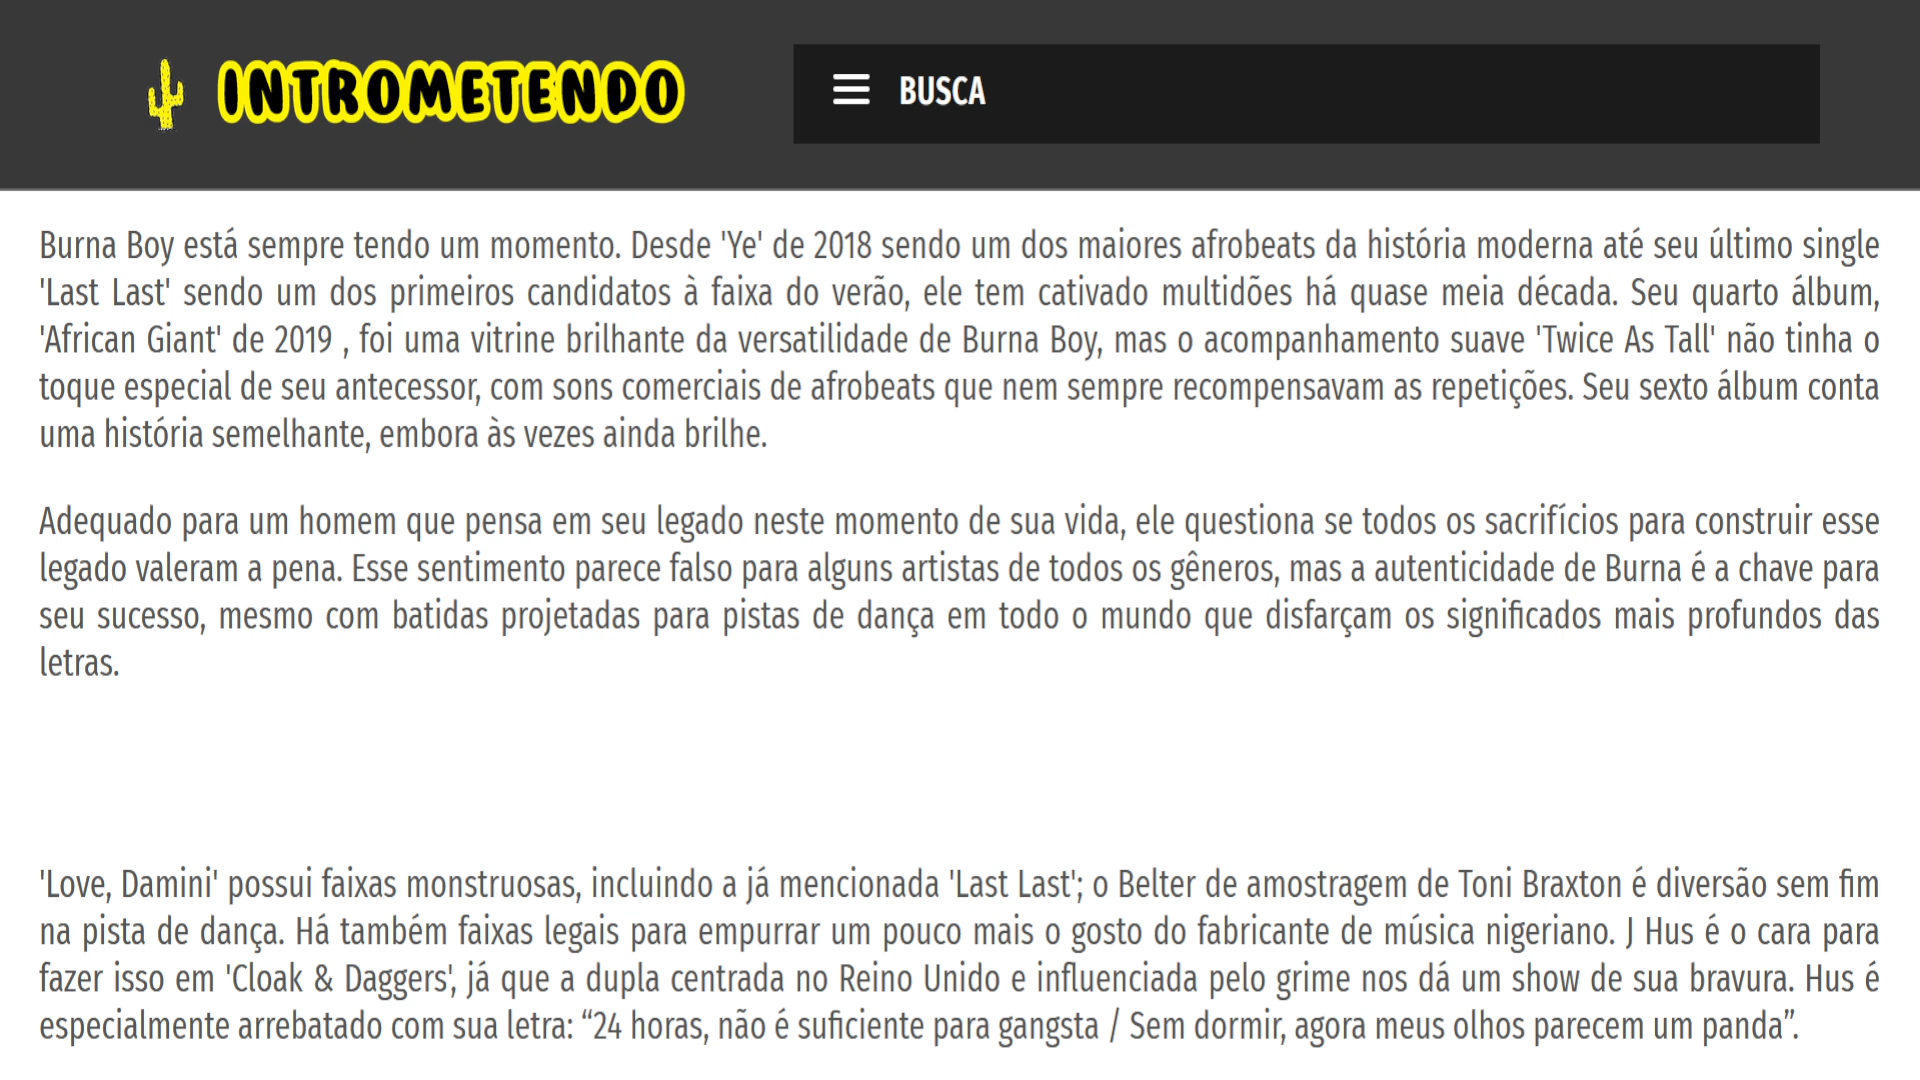 INTROMETENDO
BUSCA
Burna Boy está sempre tendo um momento. Desde 'Ye' de 2018 sendo um dos maiores afrobeats da história moderna até seu último single
'Last Last' sendo um dos primeiros candidatos à faixa do verão, ele tem cativado multidões há quase meia década. Seu quarto álbum,
'African Giant' de 2019 , foi uma vitrine brilhante da versatilidade de Burna Boy, mas o acompanhamento suave 'Twice As Tall' não tinha o
toque especial de seu antecessor, com sons comerciais de afrobeats que nem sempre recompensavam as repetições. Seu sexto álbum conta
uma história semelhante, embora às vezes ainda brilhe.
Adequado para um homem que pensa em seu legado neste momento de sua vida, ele questiona se todos os sacrifícios para construir esse
legado valeram a pena. Esse sentimento parece falso para alguns artistas de todos os gêneros, mas a autenticidade de Burna é a chave para
seu sucesso, mesmo com batidas projetadas para pistas de dança em todo o mundo que disfarçam os significados mais profundos das
letras.
'Love, Damini' possui faixas monstruosas, incluindo a já mencionada 'Last Last'; o Belter de amostragem de Toni Braxton é diversão sem fim
na pista de dança. Há também faixas legais para empurrar um pouco mais o gosto do fabricante de música nigeriano. J Hus é o cara para
fazer isso em 'Cloak & Daggers', já que a dupla centrada no Reino Unido e influenciada pelo grime nos dá um show de sua bravura. Hus é
especialmente arrebatado com sua letra: “24 horas, não é suficiente para gangsta / Sem dormir, agora meus olhos parecem um panda”.